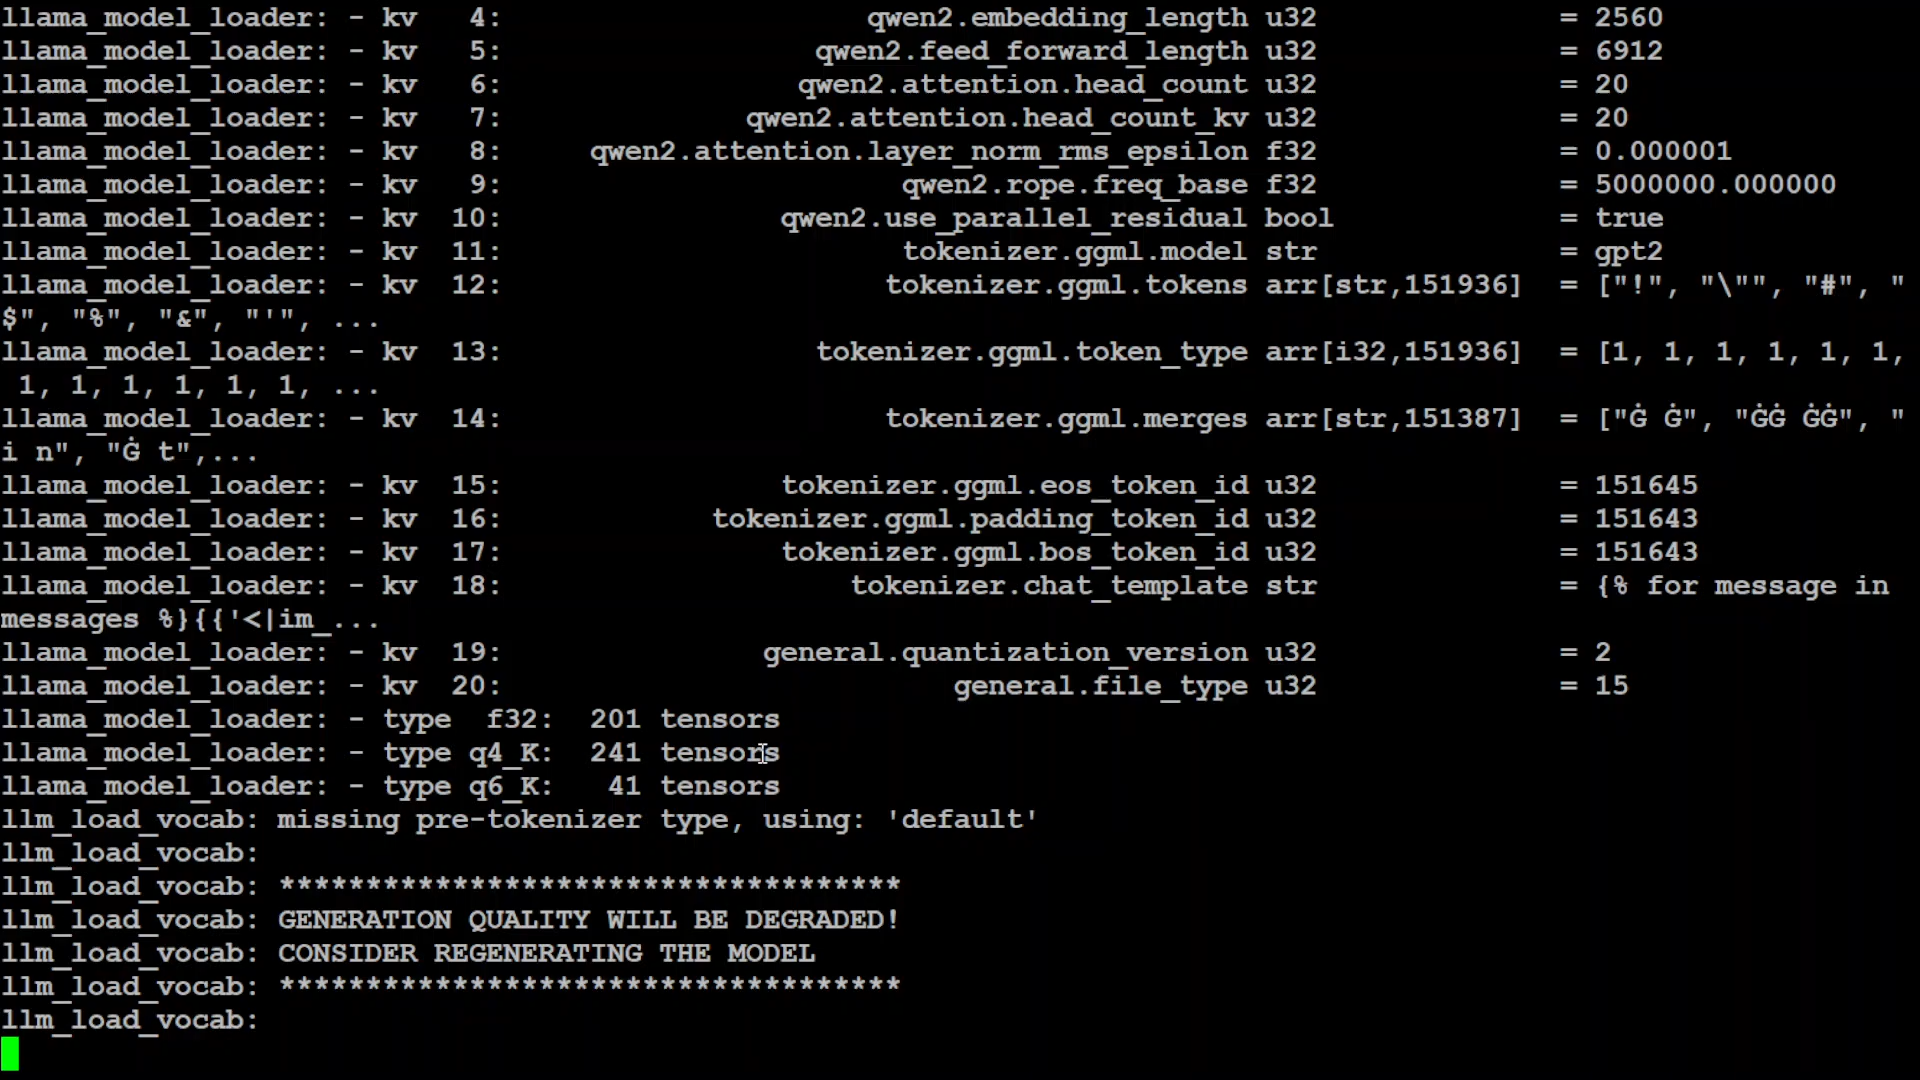 llama_model_loader: - kv   4:                     qwen2.embedding_length u32              = 2560
llama_model_loader: - kv   5:                  qwen2.feed_forward_length u32              = 6912
llama_model_loader: - kv   6:                 qwen2.attention.head_count u32              = 20
llama_model_loader: - kv   7:              qwen2.attention.head_count_kv u32              = 20
llama_model_loader: - kv   8:     qwen2.attention.layer_norm_rms_epsilon f32              = 0.000001
llama_model_loader: - kv   9:                       qwen2.rope.freq_base f32              = 5000000.000000
llama_model_loader: - kv  10:                qwen2.use_parallel_residual bool             = true
llama_model_loader: - kv  11:                       tokenizer.ggml.model str              = gpt2
llama_model_loader: - kv  12:                      tokenizer.ggml.tokens arr[str,151936]  = ["!", "\"", "#", "
$", "%", "&", "'", ...
llama_model_loader: - kv  13:                  tokenizer.ggml.token_type arr[i32,151936]  = [1, 1, 1, 1, 1, 1,
 1, 1, 1, 1, 1, 1, ...
llama_model_loader: - kv  14:                      tokenizer.ggml.merges arr[str,151387]  = ["Ġ Ġ", "ĠĠ ĠĠ", "
i n", "Ġ t",...
llama_model_loader: - kv  15:                tokenizer.ggml.eos_token_id u32              = 151645
llama_model_loader: - kv  16:            tokenizer.ggml.padding_token_id u32              = 151643
llama_model_loader: - kv  17:                tokenizer.ggml.bos_token_id u32              = 151643
llama_model_loader: - kv  18:                    tokenizer.chat_template str              = {% for message in
messages %}{{'<|im_...
llama_model_loader: - kv  19:               general.quantization_version u32              = 2
llama_model_loader: - kv  20:                          general.file_type u32              = 15
llama_model_loader: - type  f32:  201 tensors
llama_model_loader: - type q4_K:  241 tensors
llama_model_loader: - type q6_K:   41 tensors
llm_load_vocab: missing pre-tokenizer type, using: 'default'
llm_load_vocab:
llm_load_vocab: ************************************
llm_load_vocab: GENERATION QUALITY WILL BE DEGRADED!
llm_load_vocab: CONSIDER REGENERATING THE MODEL
llm_load_vocab: ************************************
llm_load_vocab: